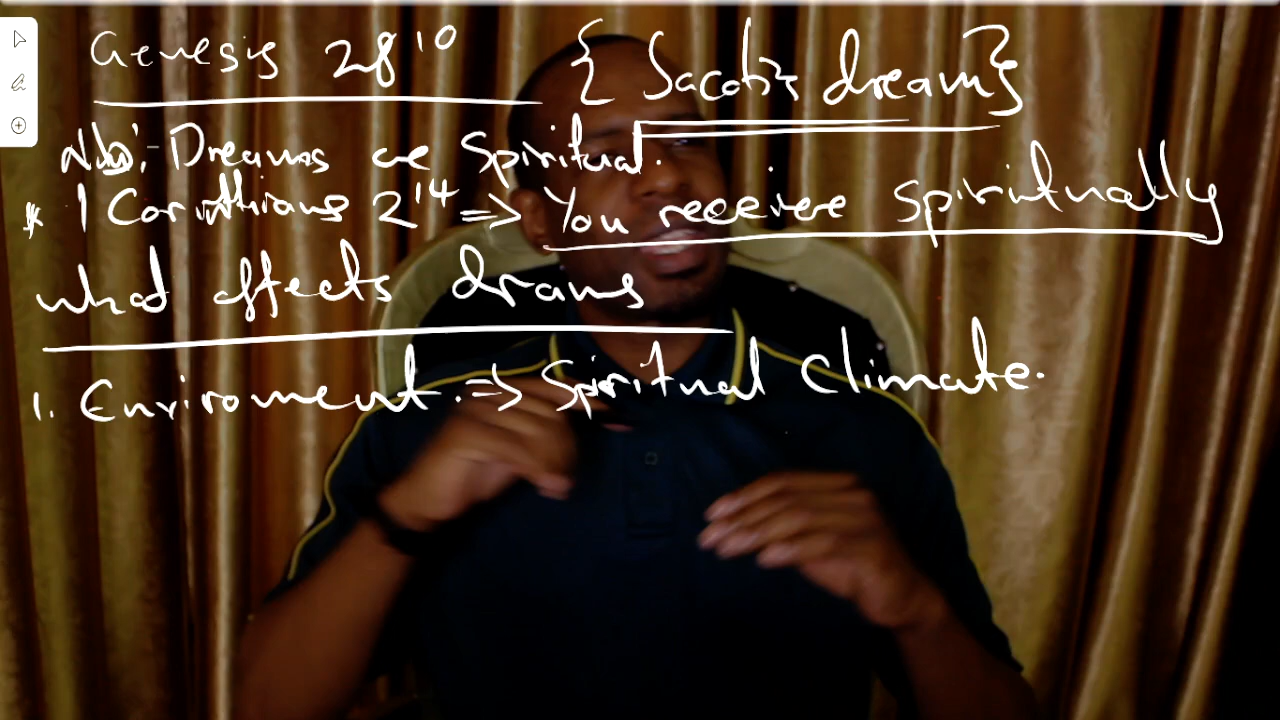 Genesis 28¹⁰ { Jacob's dream}
Nb:- Dreams are Spiritual.
* 1 Corinthians 2¹⁴ => You receive spiritually
what affects dreams
1. Enviroment. => Spiritual Climate.